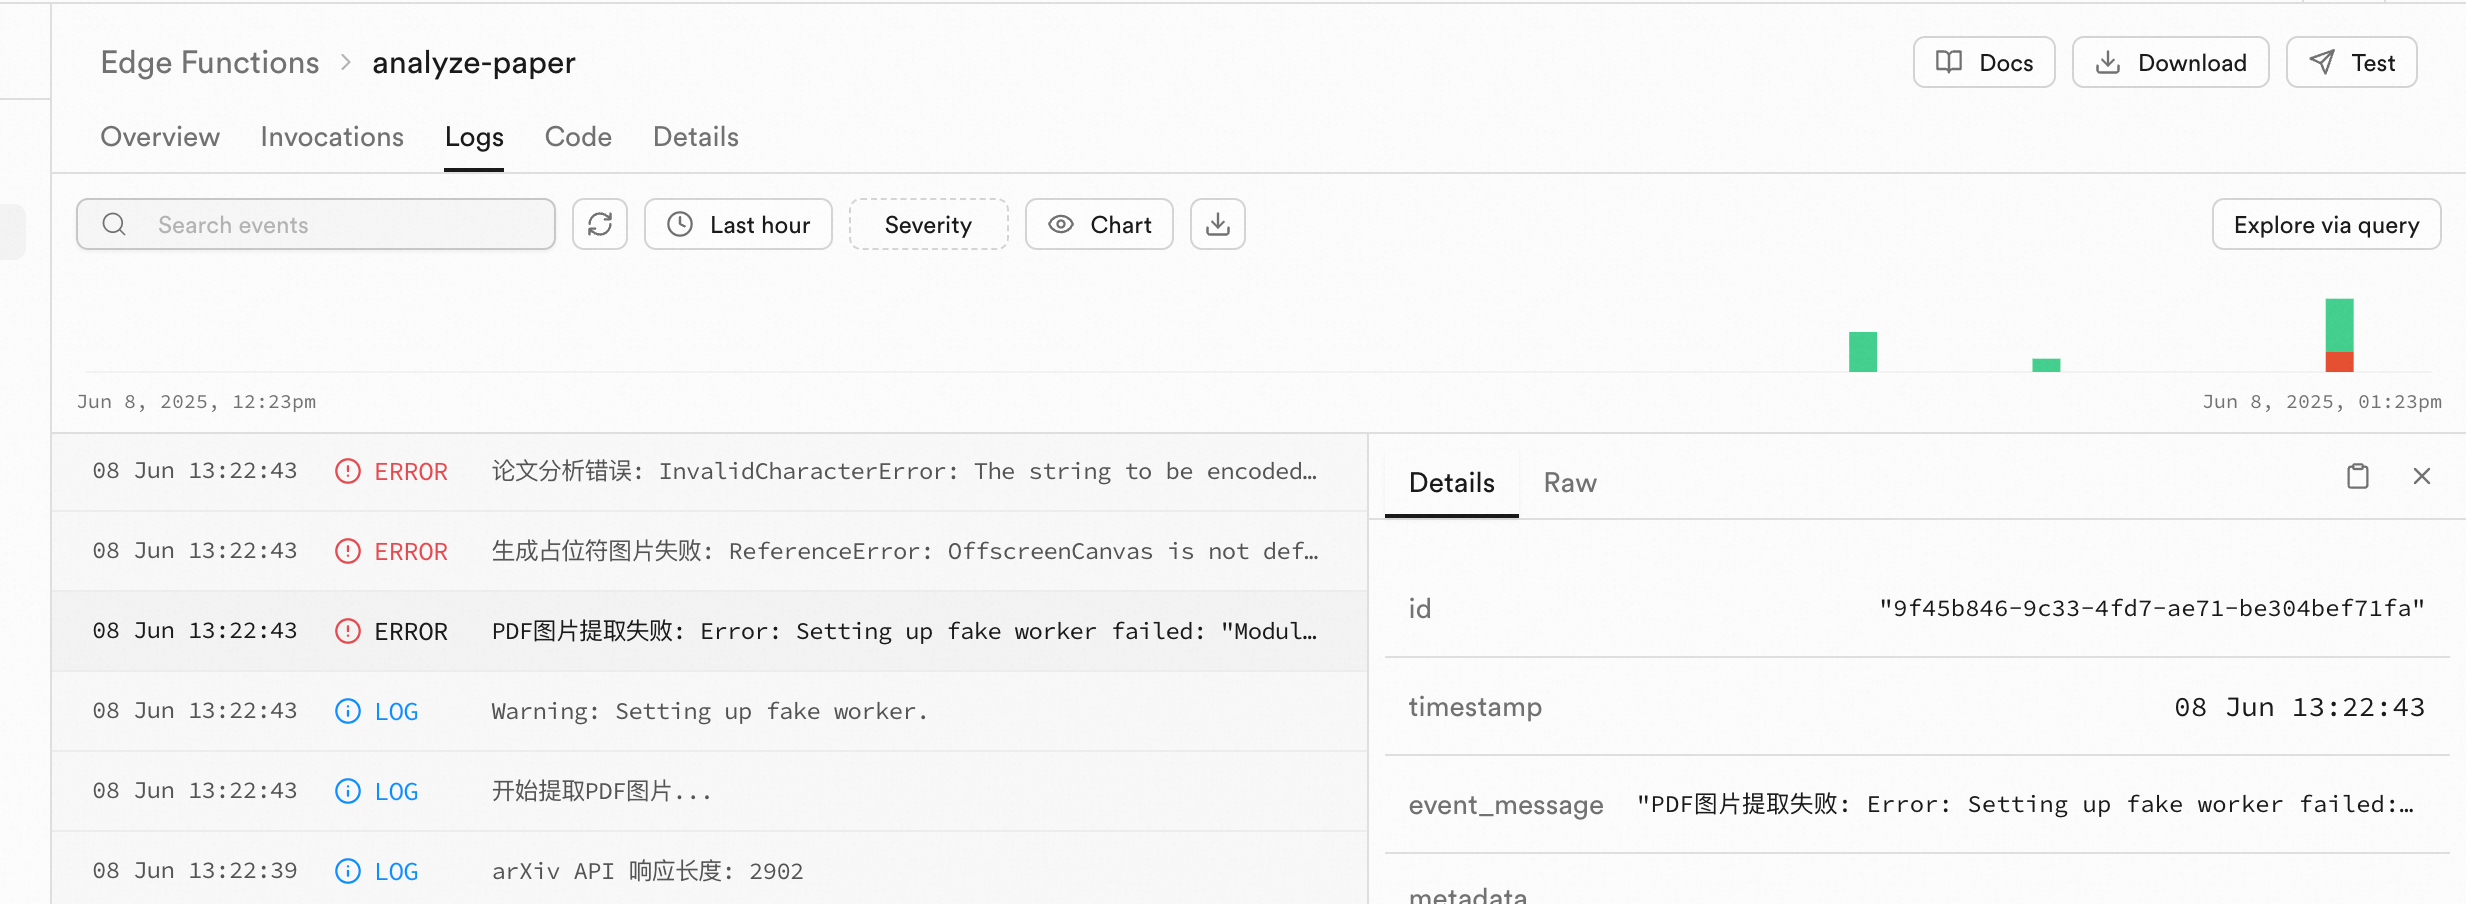 Edge Functions > analyze-paper
Docs
Download
Test
Overview
Invocations
Logs
Code
Details
Search events
Last hour
Severity
Chart
Explore via query
Jun 8, 2025, 12:23pm
Jun 8, 2025, 01:23pm
08 Jun 13:22:43 ERROR 论文分析错误: InvalidCharacterError: The string to be encoded…
08 Jun 13:22:43 ERROR 生成占位符图片失败: ReferenceError: OffscreenCanvas is not def…
08 Jun 13:22:43 ERROR PDF图片提取失败: Error: Setting up fake worker failed: "Modul…
08 Jun 13:22:43 LOG Warning: Setting up fake worker.
08 Jun 13:22:43 LOG 开始提取PDF图片...
08 Jun 13:22:39 LOG arXiv API 响应长度: 2902
Details
Raw
id "9f45b846-9c33-4fd7-ae71-be304bef71fa"
timestamp 08 Jun 13:22:43
event_message "PDF图片提取失败: Error: Setting up fake worker failed:…
metadata